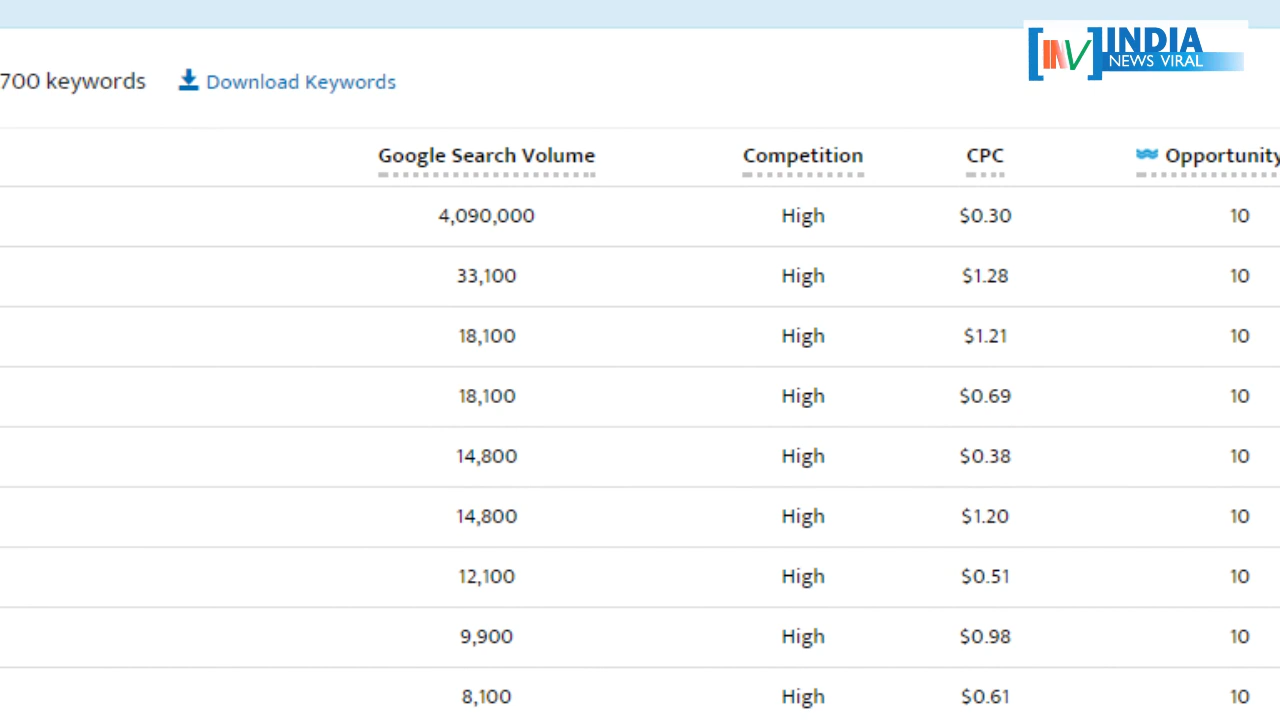 [INV] INDIA
NEWS VIRAL
700 keywords Download Keywords
Google Search Volume Competition CPC Opportunity
4,090,000 High $0.30 10
33,100 High $1.28 10
18,100 High $1.21 10
18,100 High $0.69 10
14,800 High $0.38 10
14,800 High $1.20 10
12,100 High $0.51 10
9,900 High $0.98 10
8,100 High $0.61 10